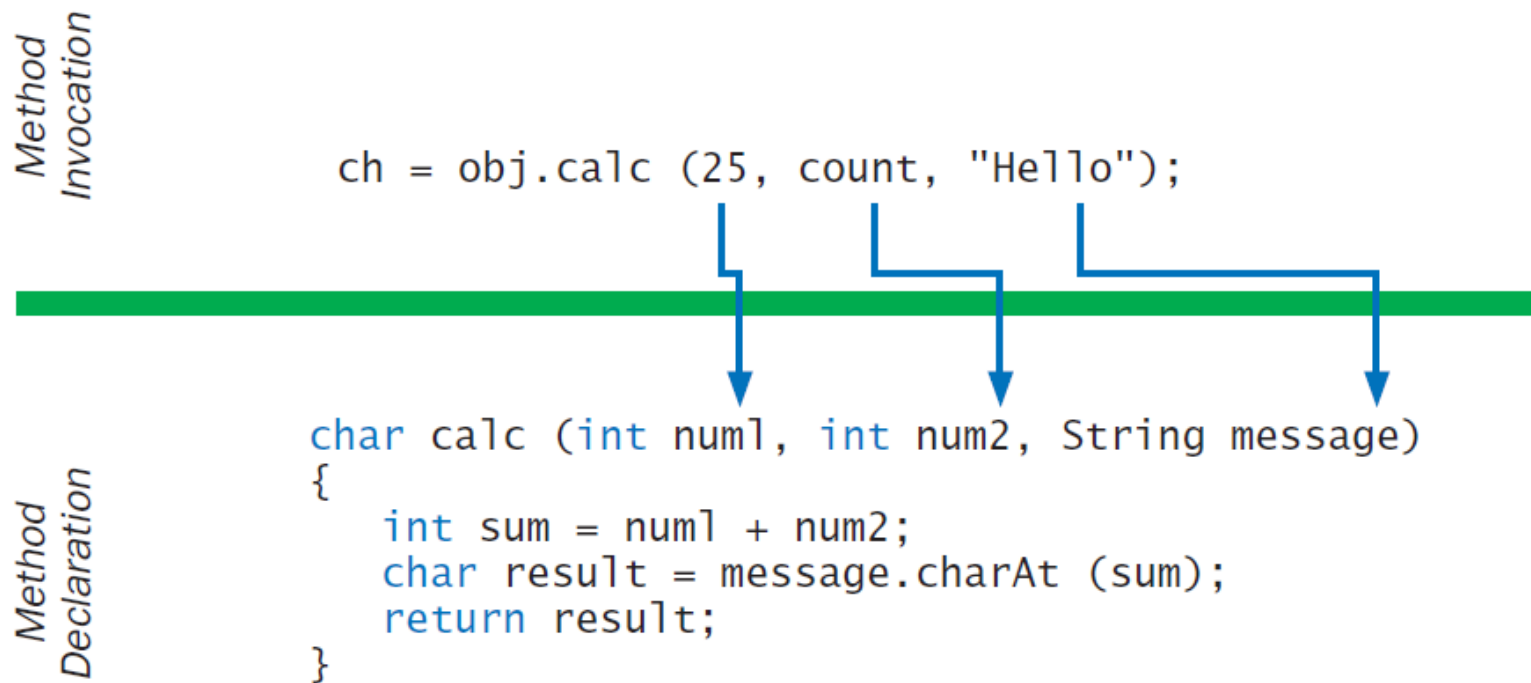 Method
Invocation
ch = obj.calc (25, count, "Hello");
Method
Declaration
char calc (int num1, int num2, String message)
{
   int sum = num1 + num2;
   char result = message.charAt (sum);
   return result;
}